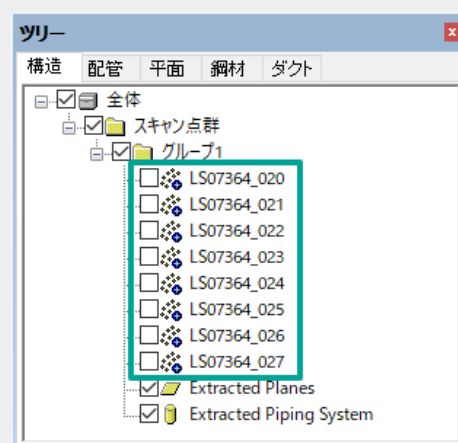 ツリー
構造 配管 平面 鋼材 ダクト
全体
スキャン点群
グループ1
LS07364_020
LS07364_021
LS07364_022
LS07364_023
LS07364_024
LS07364_025
LS07364_026
LS07364_027
Extracted Planes
Extracted Piping System